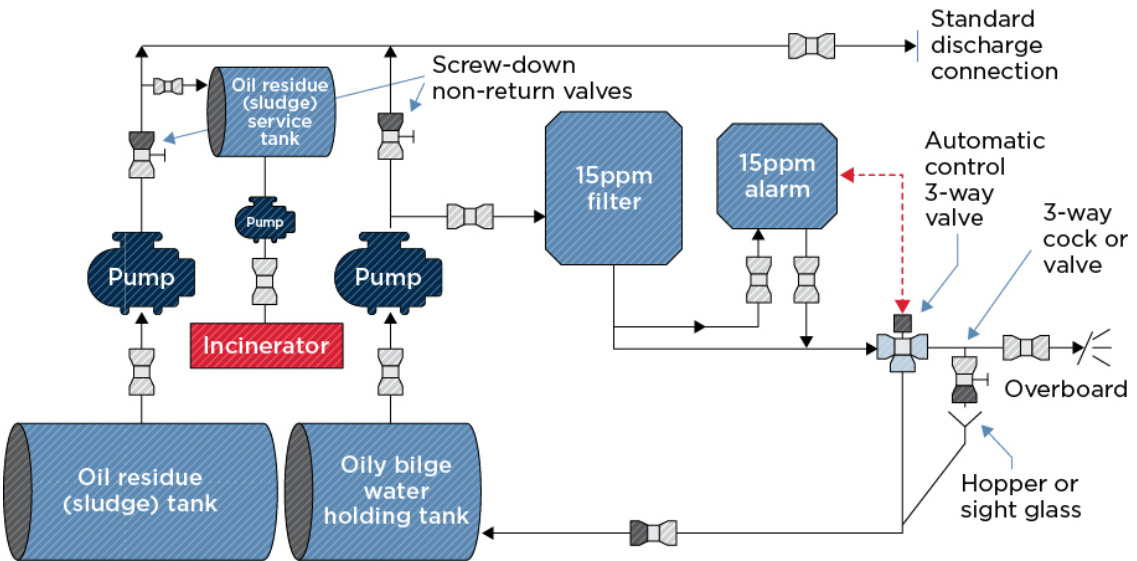 Standard
discharge
connection
Screw-down
non-return valves
Oil residue
(sludge)
service
tank
15ppm
filter
15ppm
alarm
Automatic
control
3-way
valve
3-way
cock or
valve
Pump
Pump
Pump
Incinerator
Overboard
Oil residue
(sludge) tank
Oily bilge
water
holding tank
Hopper or
sight glass